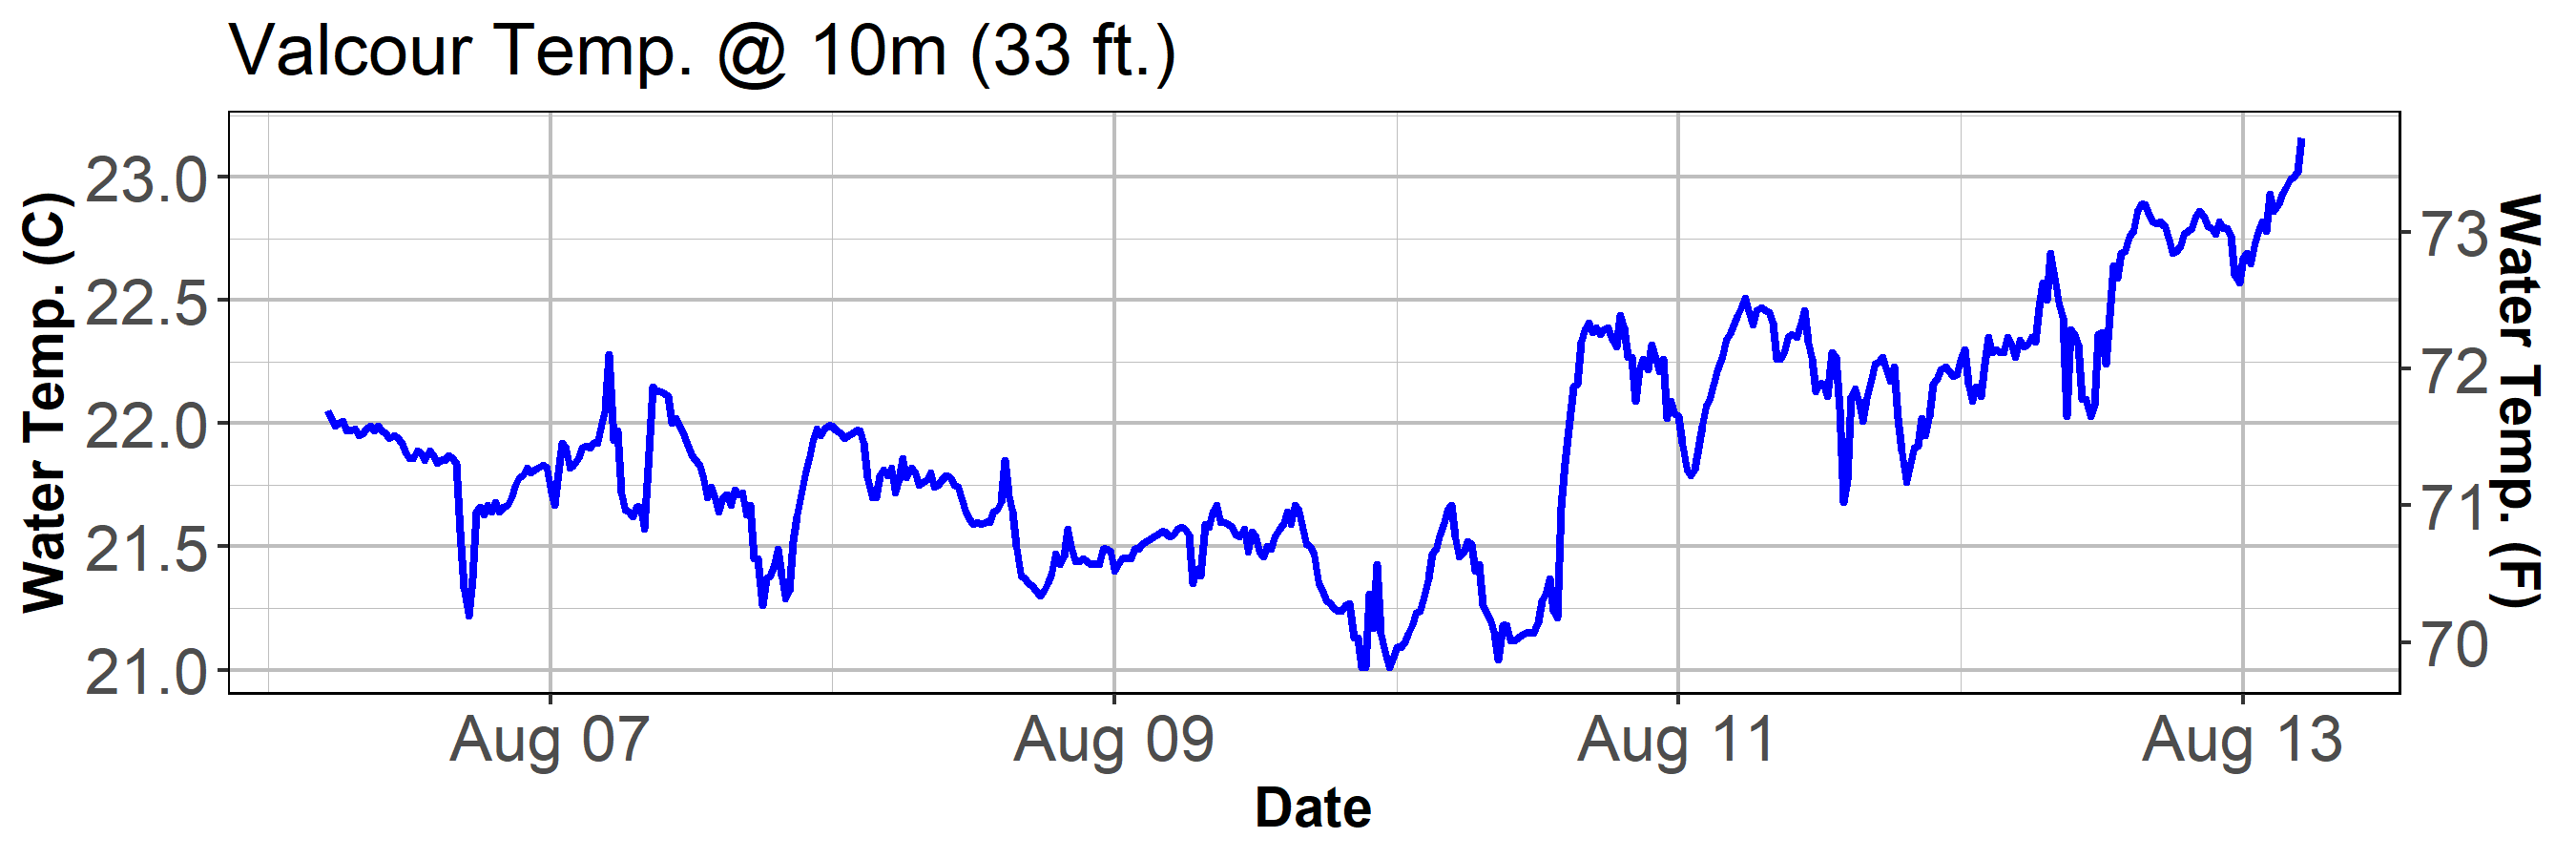 Valcour Temp. @ 10m (33 ft.)
Water Temp. (C)
23.0
22.5
22.0
21.5
21.0
73
72
71
70
Water Temp. (F)
Aug 07
Aug 09
Aug 11
Aug 13
Date